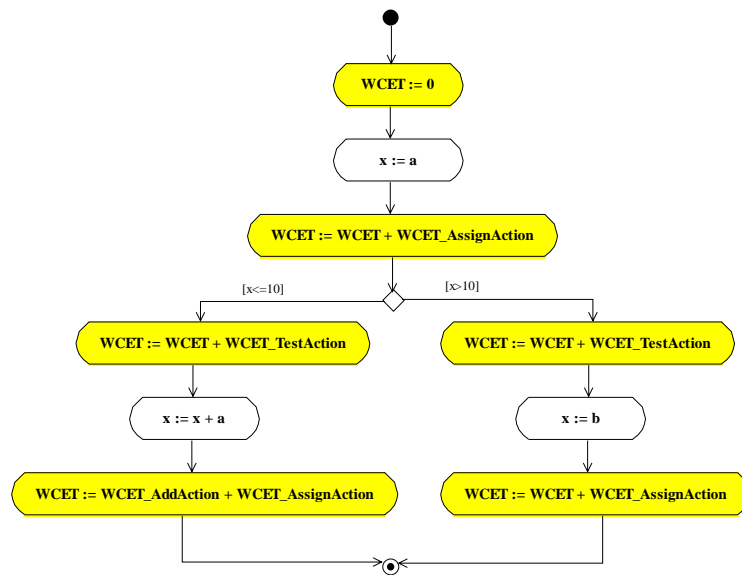 WCET := 0
x := a
WCET := WCET + WCET_AssignAction
[x<=10]
[x>10]
WCET := WCET + WCET_TestAction
WCET := WCET + WCET_TestAction
x := x + a
x := b
WCET := WCET_AddAction + WCET_AssignAction
WCET := WCET + WCET_AssignAction